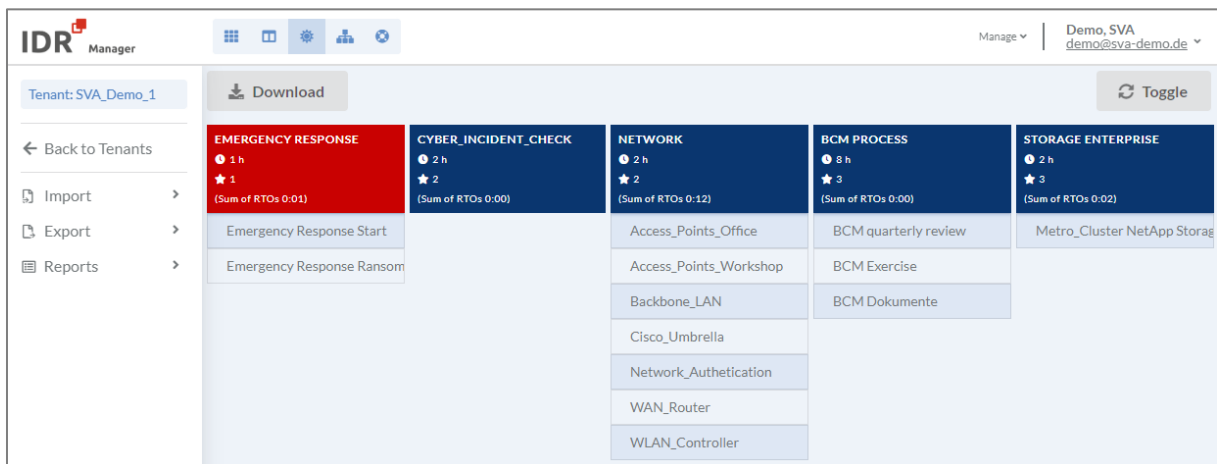 IDR Manager
Manage
Demo, SVA
demo@sva-demo.de
Tenant: SVA_Demo_1
Back to Tenants
Import
Export
Reports
Download
Toggle
EMERGENCY RESPONSE
1 h
1
(Sum of RTOs 0:01)
Emergency Response Start
Emergency Response Ransom
CYBER_INCIDENT_CHECK
2 h
2
(Sum of RTOs 0:00)
NETWORK
2 h
2
(Sum of RTOs 0:12)
Access_Points_Office
Access_Points_Workshop
Backbone_LAN
Cisco_Umbrella
Network_Authetication
WAN_Router
WLAN_Controller
BCM PROCESS
8 h
3
(Sum of RTOs 0:00)
BCM quarterly review
BCM Exercise
BCM Dokumente
STORAGE ENTERPRISE
2 h
3
(Sum of RTOs 0:02)
Metro_Cluster NetApp Storag